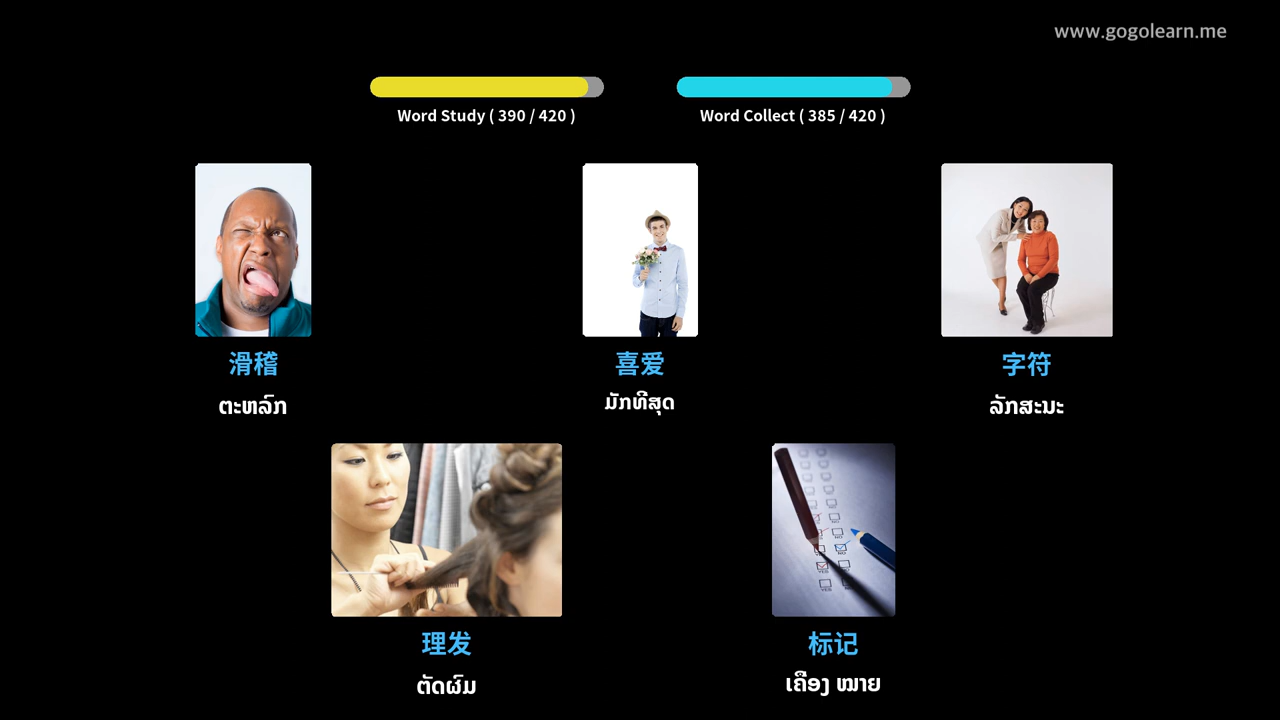 www.gogolearn.me
Word Study ( 390 / 420 )
Word Collect ( 385 / 420 )
滑稽
喜爱
字符
ຕະຫລົກ
ມັກທີສຸດ
ລັກສະນະ
理发
标记
ຕັດຜົມ
ເຄືອງ ໝາຍ